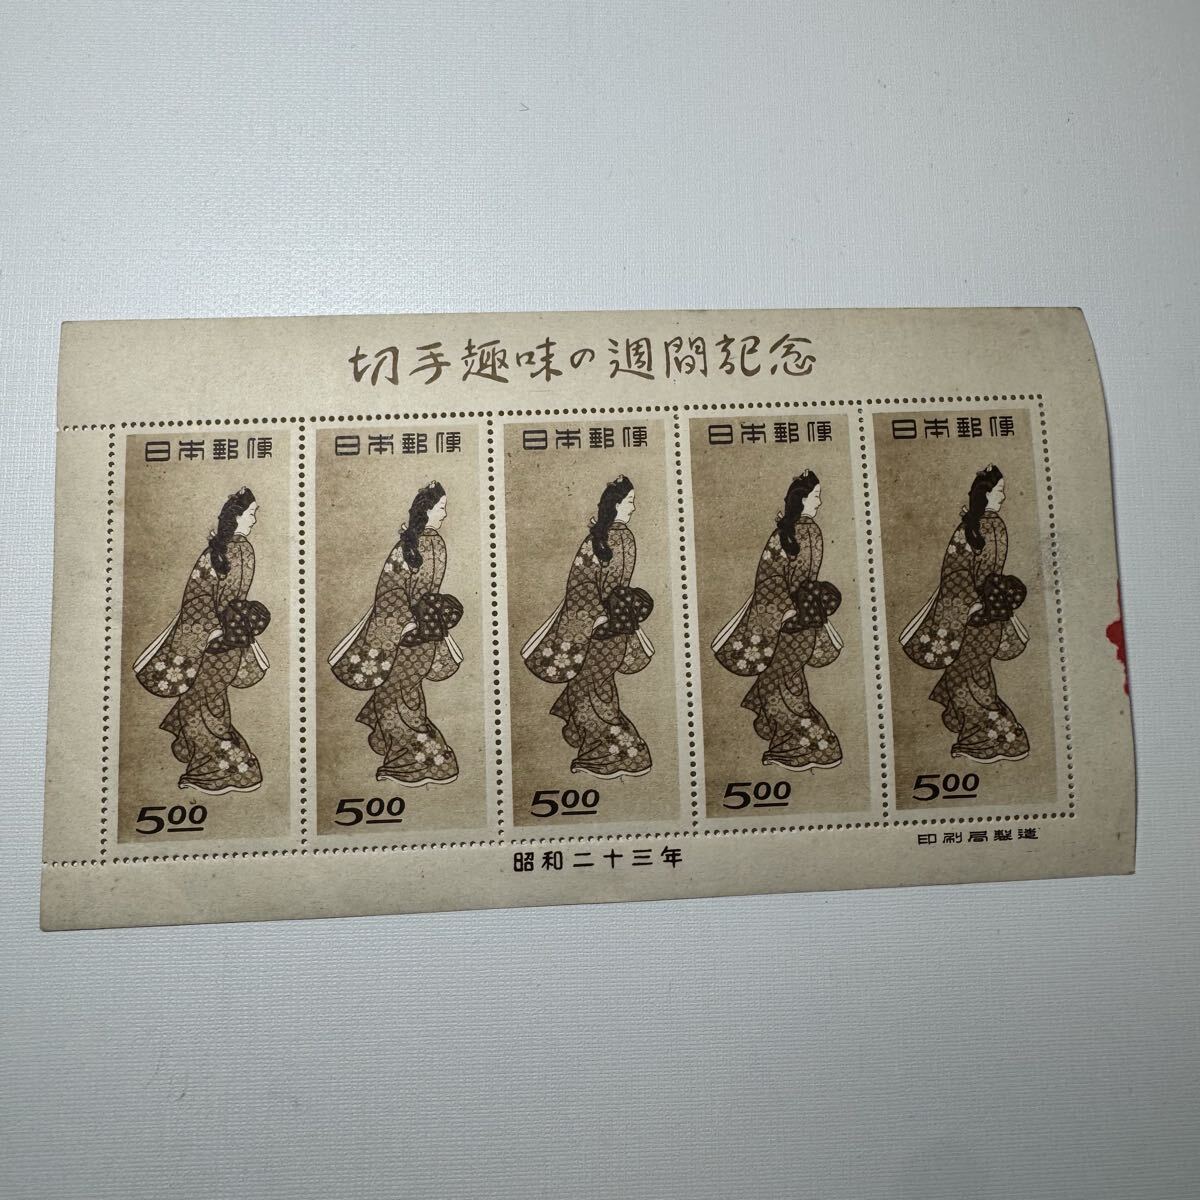 切手趣味の週間記念
日本郵便 日本郵便 日本郵便 日本郵便 日本郵便
5.00 5.00 5.00 5.00 5.00
印刷局製造
昭和二十三年